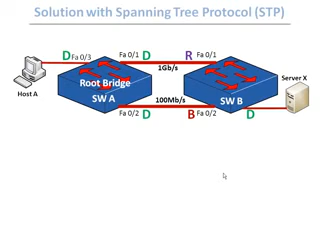 Solution with Spanning Tree Protocol (STP)
D Fa 0/3 Fa 0/1 D R Fa 0/1
1Gb/s
Server X
Root Bridge
Host A
SW A
100Mb/s
SW B
Fa 0/2 D B Fa 0/2 D